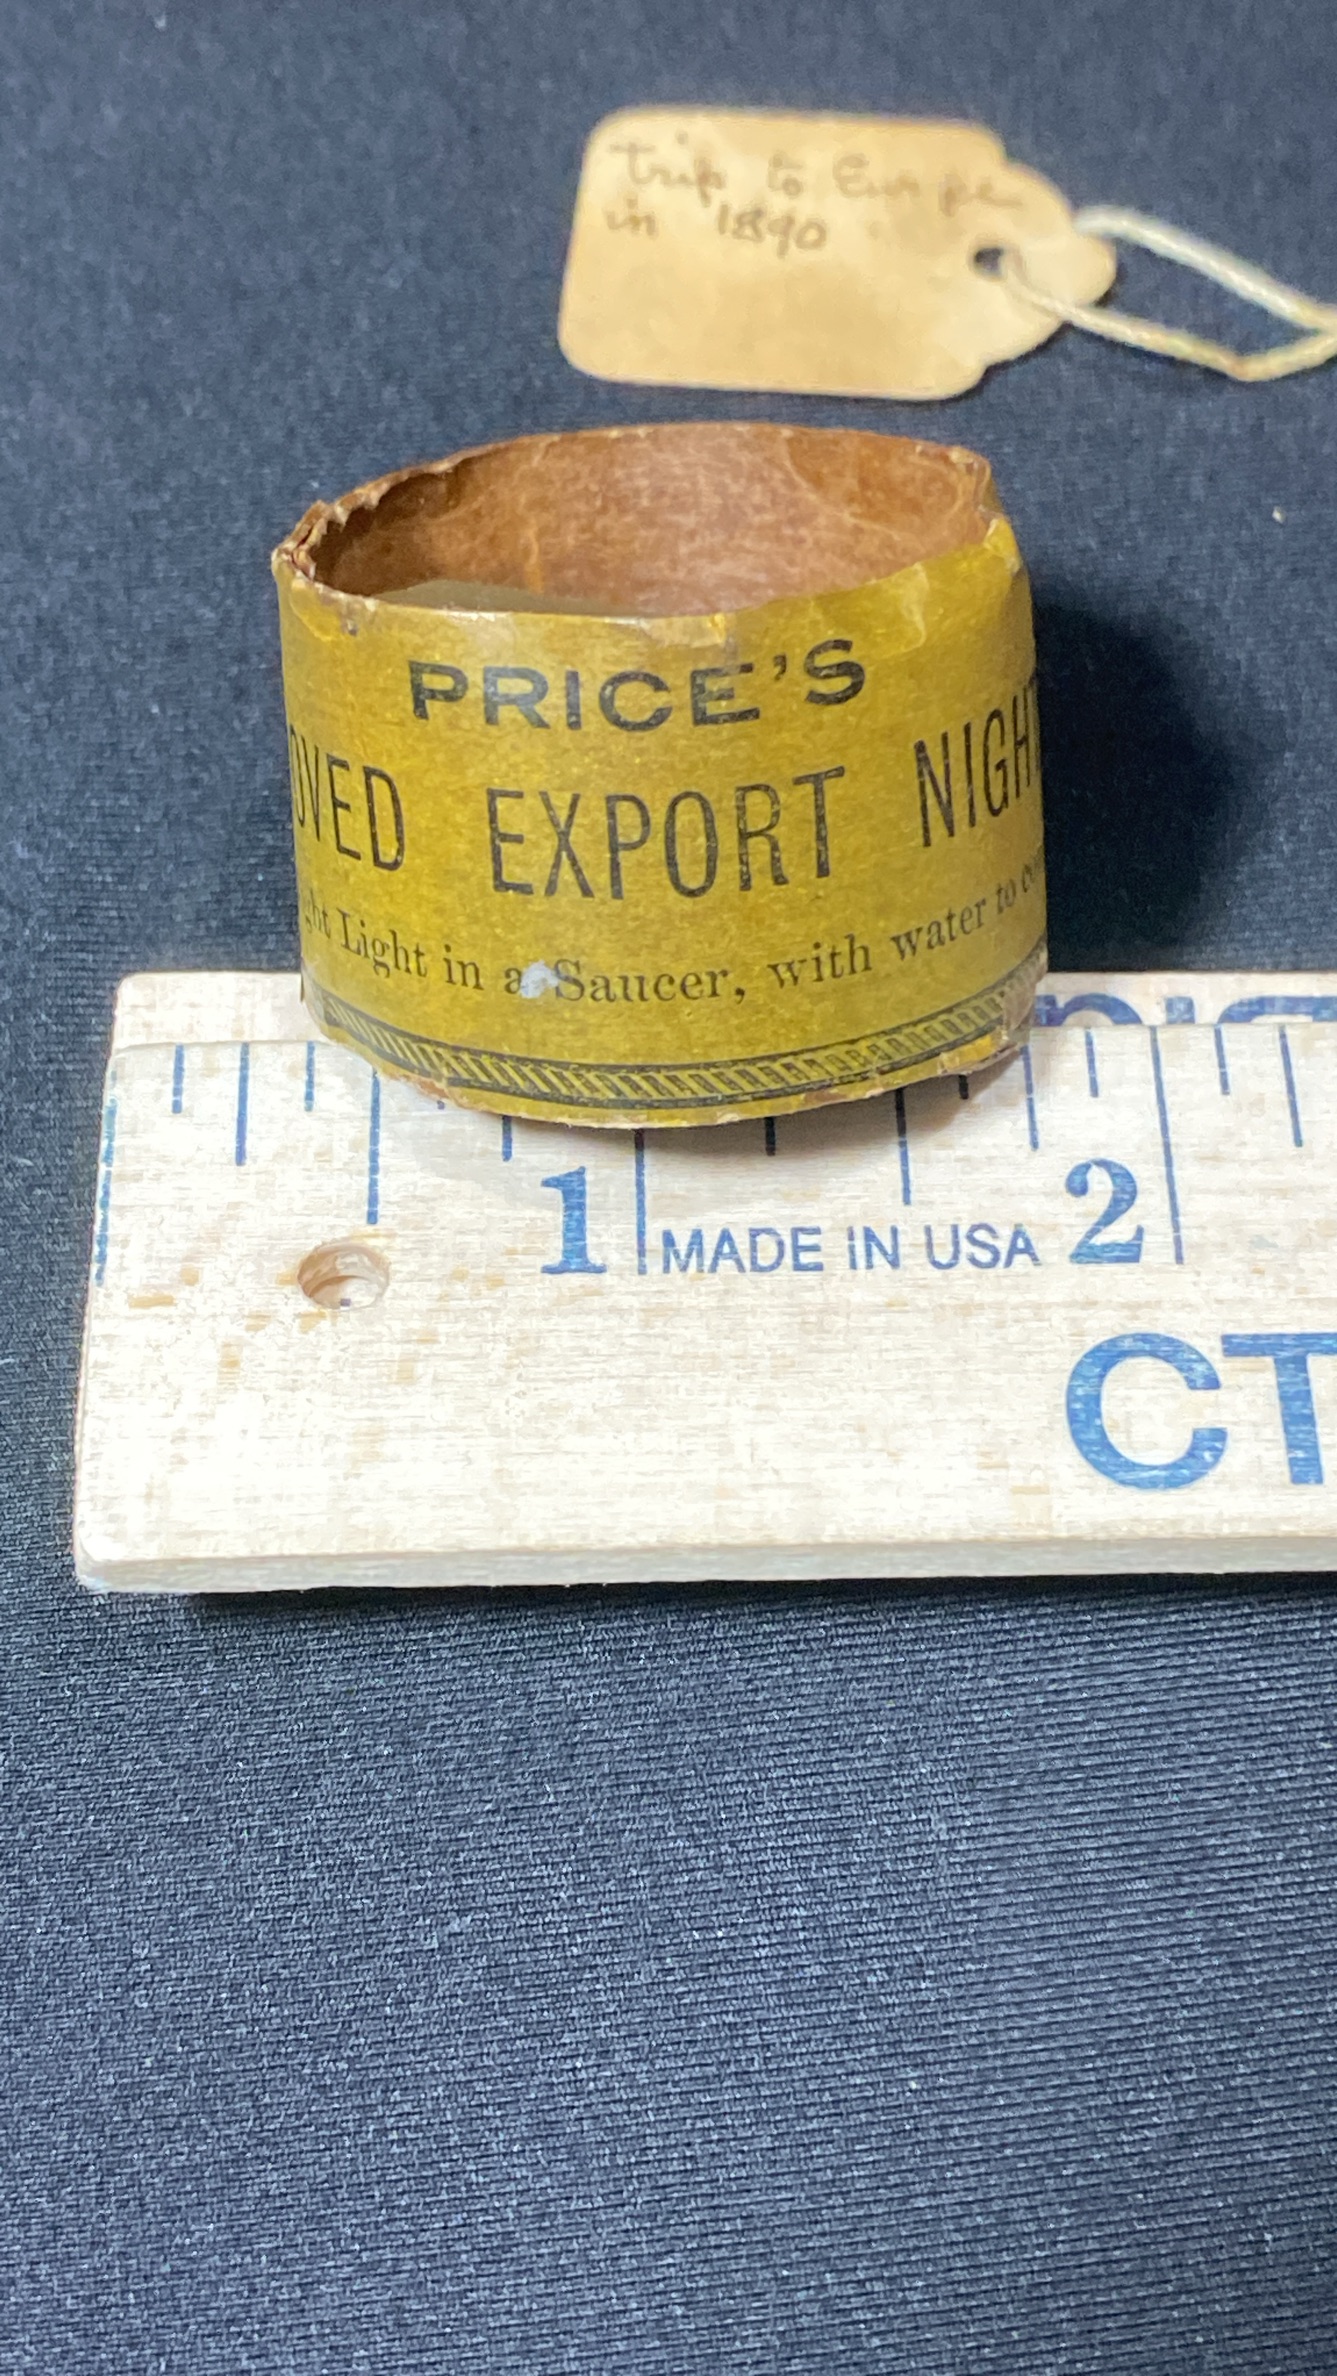 trip to Europe
in 1890
PRICE'S
OVED EXPORT NIGHT
ght Light in a Saucer, with water to co
1 MADE IN USA 2
CT